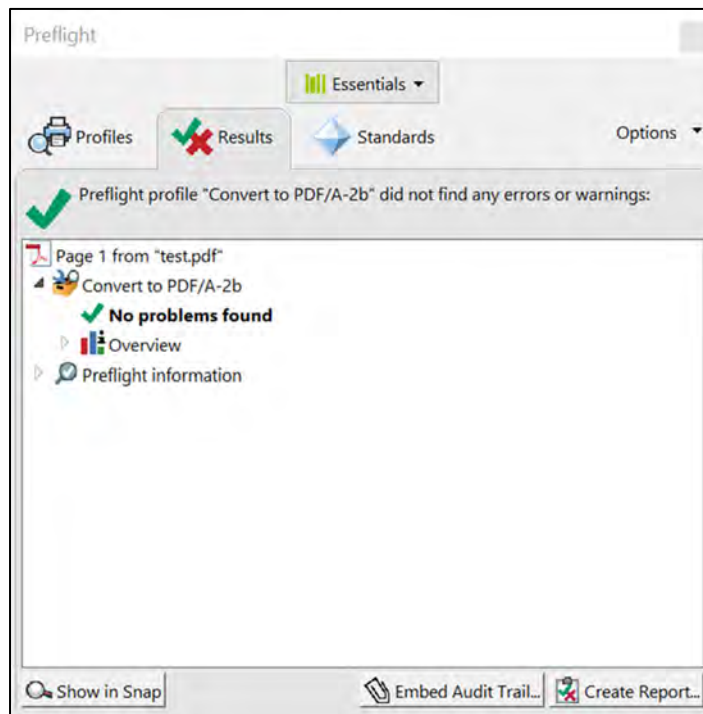 Preflight
Essentials
Profiles Results Standards Options
Preflight profile "Convert to PDF/A-2b" did not find any errors or warnings:
Page 1 from "test.pdf"
Convert to PDF/A-2b
No problems found
Overview
Preflight information
Show in Snap Embed Audit Trail... Create Report...